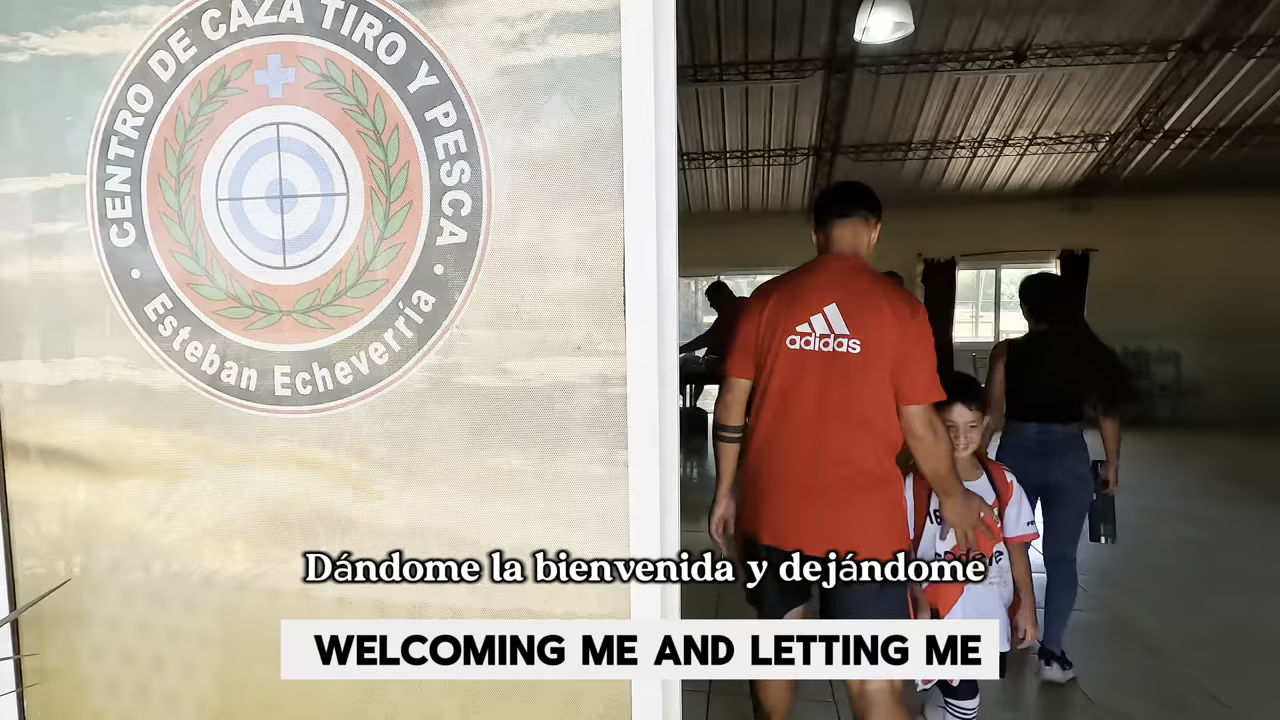 CENTRO DE CAZA TIRO Y PESCA
Esteban Echeverría
adidas
Dándome la bienvenida y dejándome
WELCOMING ME AND LETTING ME